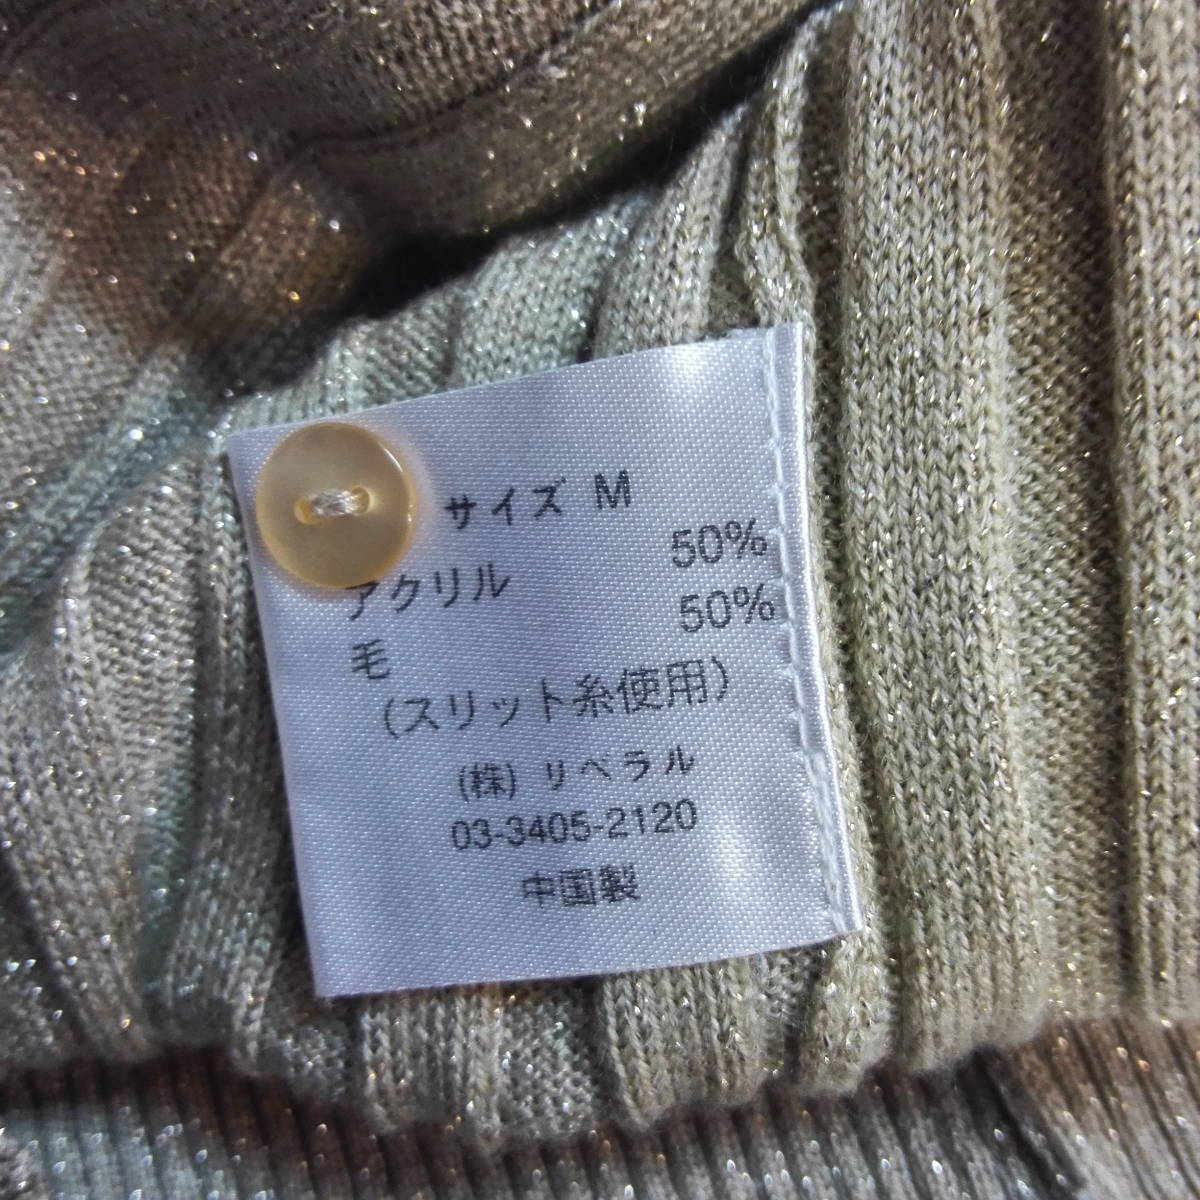 サイズ M
アクリル 50%
毛 50%
(スリット糸使用)
(株) リベラル
03-3405-2120
中国製